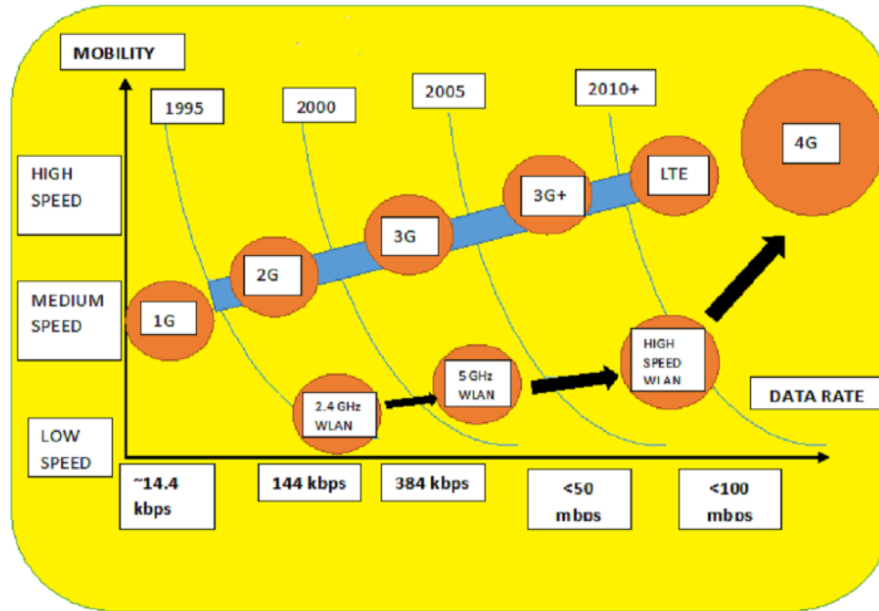 MOBILITY
1995
2000
2005
2010+
4G
HIGH
SPEED
LTE
3G+
3G
2G
MEDIUM
SPEED
1G
HIGH
SPEED
WLAN
5 GHz
WLAN
2.4 GHz
WLAN
DATA RATE
LOW
SPEED
~14.4
kbps
144 kbps
384 kbps
<50
mbps
<100
mbps